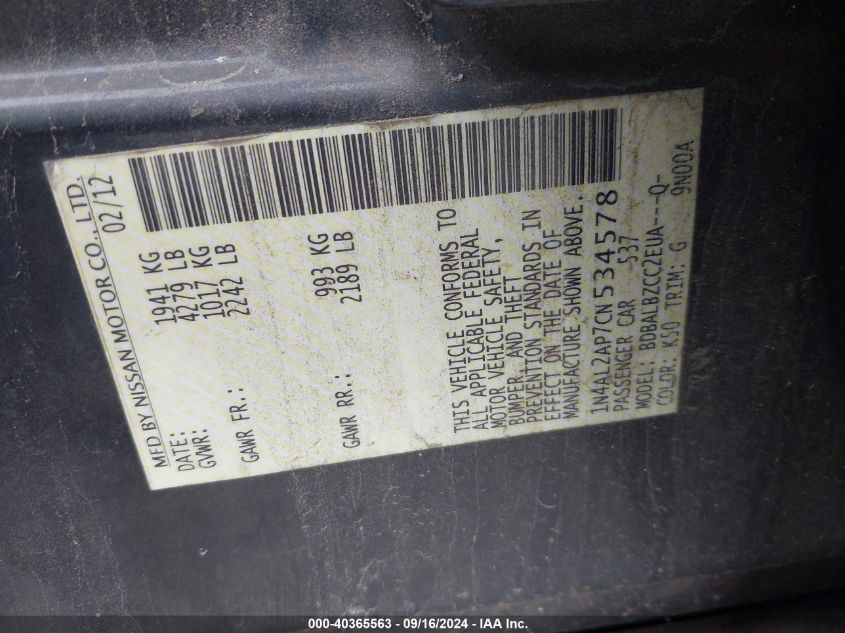 MFD BY NISSAN MOTOR CO., LTD.
DATE: 02/12
GVWR: 1941 KG
4279 LB
GAWR FR.: 1017 KG
2242 LB
GAWR RR.: 993 KG
2189 LB
THIS VEHICLE CONFORMS TO
ALL APPLICABLE FEDERAL
MOTOR VEHICLE SAFETY,
BUMPER, AND THEFT
PREVENTION STANDARDS IN
EFFECT ON THE DATE OF
MANUFACTURE SHOWN ABOVE.
1N4AL2AP7CN534578
PASSENGER CAR 537
MODEL: BDBALBZCC2EUA---Q-
COLOR: K50 TRIM: G 9N00A
000-40365563 - 09/16/2024 - IAA Inc.